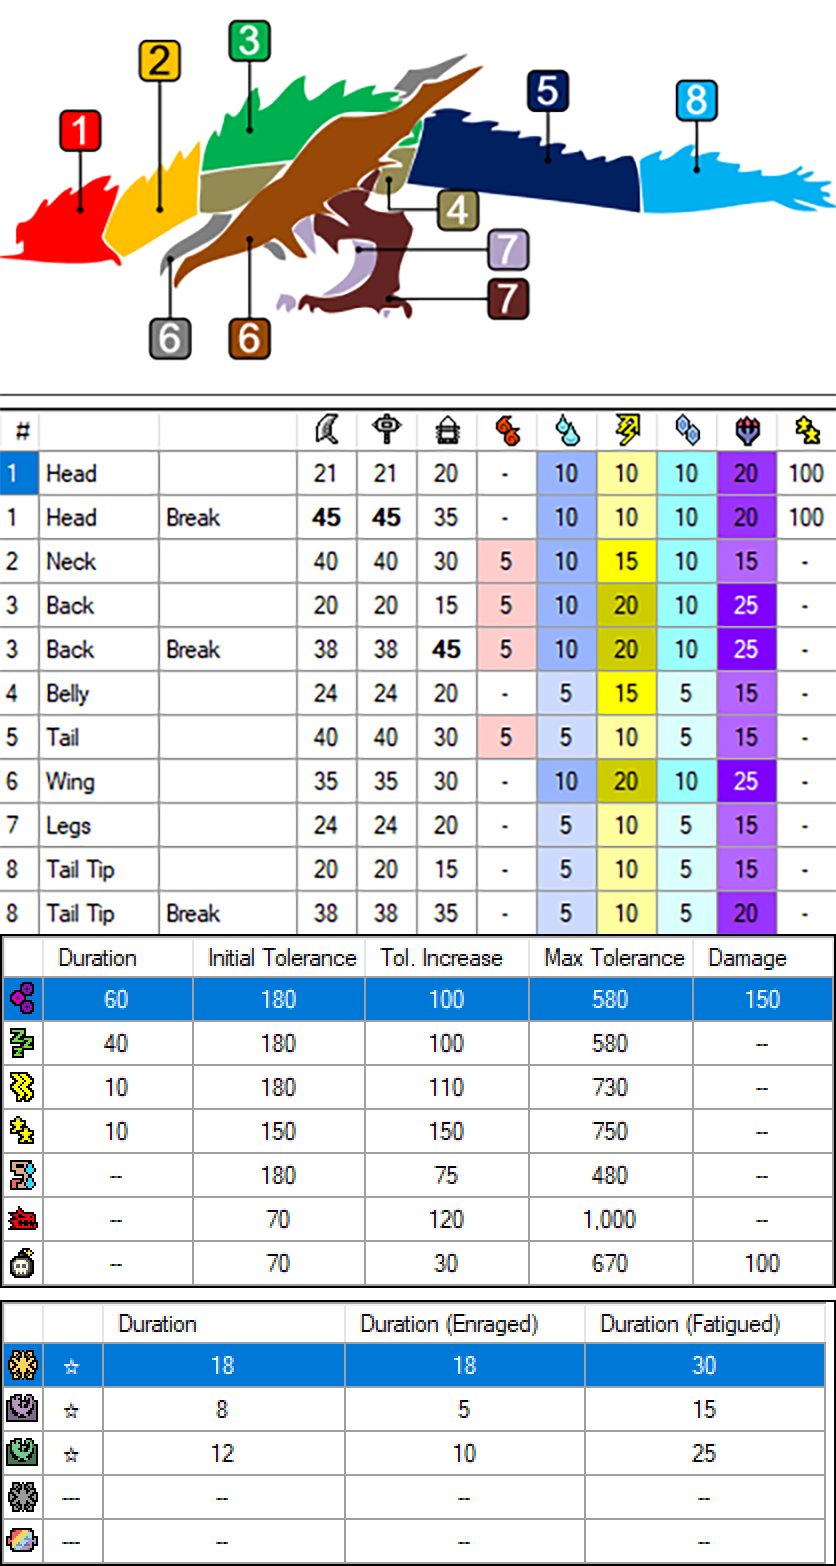 3
2
5
8
1
4
7
7
6
6
#
1 Head 21 21 20 - 10 10 10 20 100
1 Head Break 45 45 35 - 10 10 10 20 100
2 Neck 40 40 30 5 10 15 10 15 -
3 Back 20 20 15 5 10 20 10 25 -
3 Back Break 38 38 45 5 10 20 10 25 -
4 Belly 24 24 20 - 5 15 5 15 -
5 Tail 40 40 30 5 5 10 5 15 -
6 Wing 35 35 30 - 10 20 10 25 -
7 Legs 24 24 20 - 5 10 5 15 -
8 Tail Tip 20 20 15 - 5 10 5 15 -
8 Tail Tip Break 38 38 35 - 5 10 5 20 -
Duration Initial Tolerance Tol. Increase Max Tolerance Damage
60 180 100 580 150
40 180 100 580 --
10 180 110 730 --
10 150 150 750 --
-- 180 75 480 --
-- 70 120 1,000 --
-- 70 30 670 100
Duration Duration (Enraged) Duration (Fatigued)
☆ 18 18 30
☆ 8 5 15
☆ 12 10 25
--- -- -- --
--- -- -- --